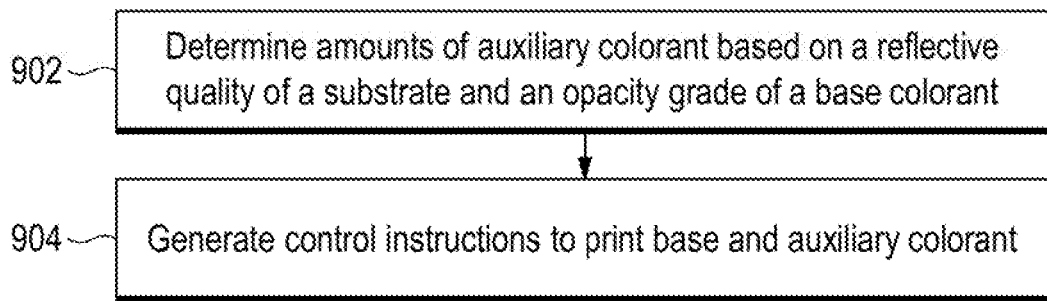 902
Determine amounts of auxiliary colorant based on a reflective
quality of a substrate and an opacity grade of a base colorant
904
Generate control instructions to print base and auxiliary colorant